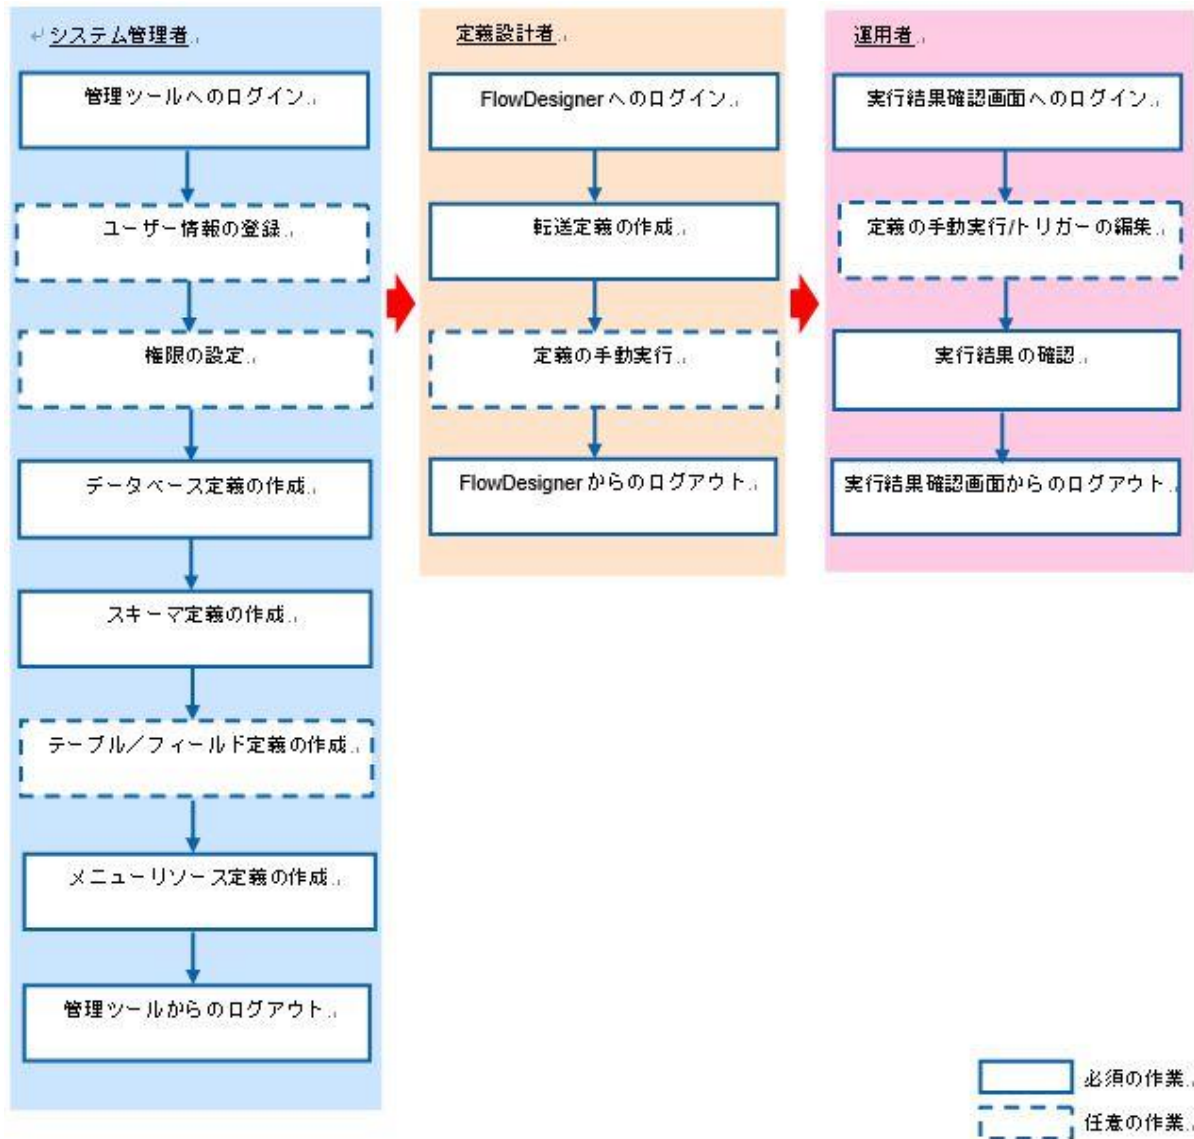 システム管理者
管理ツールへのログイン
ユーザー情報の登録
権限の設定
データベース定義の作成
スキーマ定義の作成
テーブル／フィールド定義の作成
メニューリソース定義の作成
管理ツールからのログアウト
定義設計者
FlowDesignerへのログイン
転送定義の作成
定義の手動実行
FlowDesignerからのログアウト
運用者
実行結果確認画面へのログイン
定義の手動実行/トリガーの編集
実行結果の確認
実行結果確認画面からのログアウト
必須の作業
任意の作業